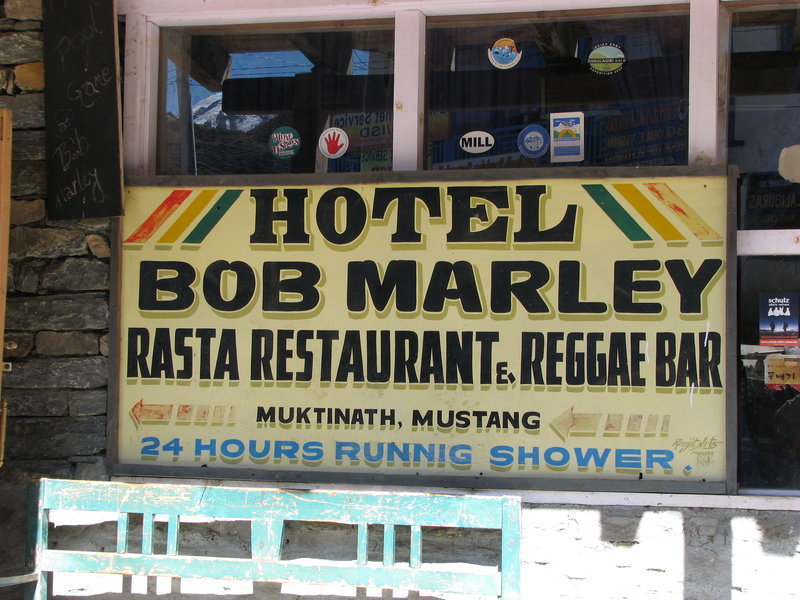 Pool
Game
at
Bob
Marley
MILL
HOTEL
BOB MARLEY
RASTA RESTAURANT & REGGAE BAR
MUKTINATH, MUSTANG
24 HOURS RUNNIG SHOWER.
schulz